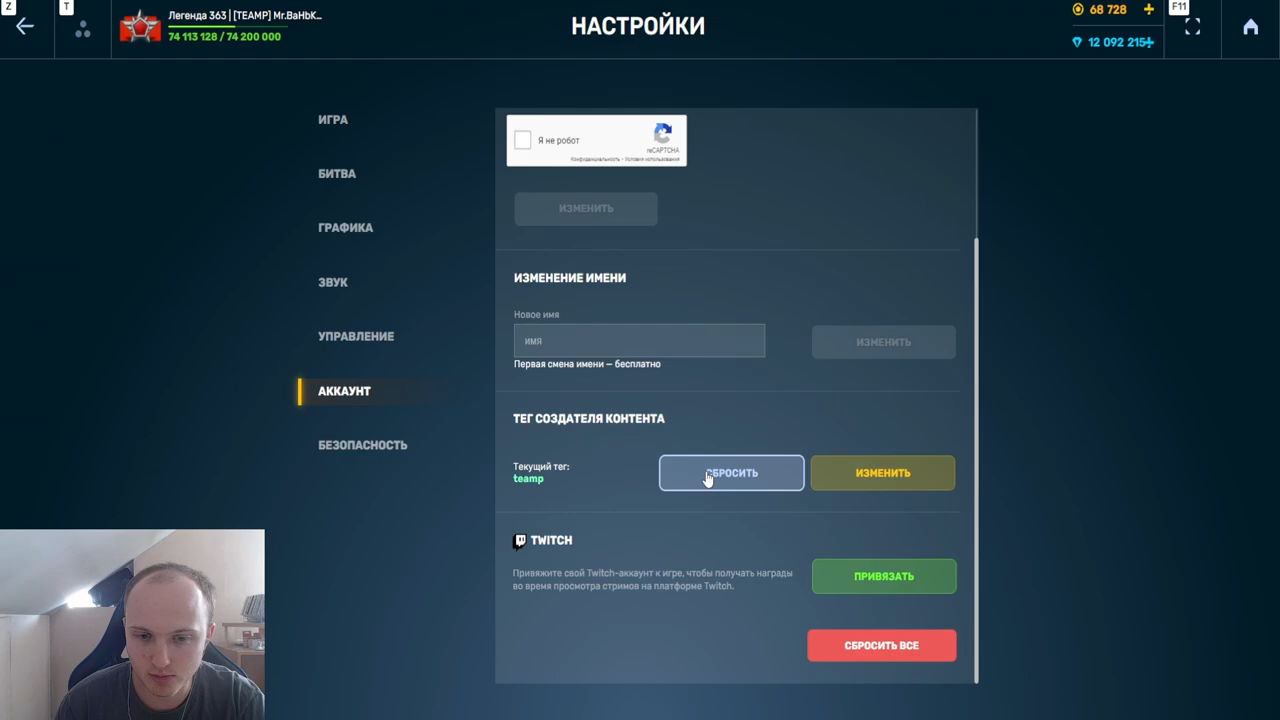 Z
T
Легенда 363 | [TEAMP] Mr.BaHbK...
74 113 128 / 74 200 000
НАСТРОЙКИ
68 728 +
12 092 215+
F11
ИГРА
БИТВА
ГРАФИКА
ЗВУК
УПРАВЛЕНИЕ
АККАУНТ
БЕЗОПАСНОСТЬ
Я не робот
reCAPTCHA
Конфиденциальность - Условия использования
ИЗМЕНИТЬ
ИЗМЕНЕНИЕ ИМЕНИ
Новое имя
имя
ИЗМЕНИТЬ
Первая смена имени — бесплатно
ТЕГ СОЗДАТЕЛЯ КОНТЕНТА
Текущий тег:
teamp
СБРОСИТЬ
ИЗМЕНИТЬ
TWITCH
Привяжите свой Twitch-аккаунт к игре, чтобы получать награды
во время просмотра стримов на платформе Twitch.
ПРИВЯЗАТЬ
СБРОСИТЬ ВСЕ